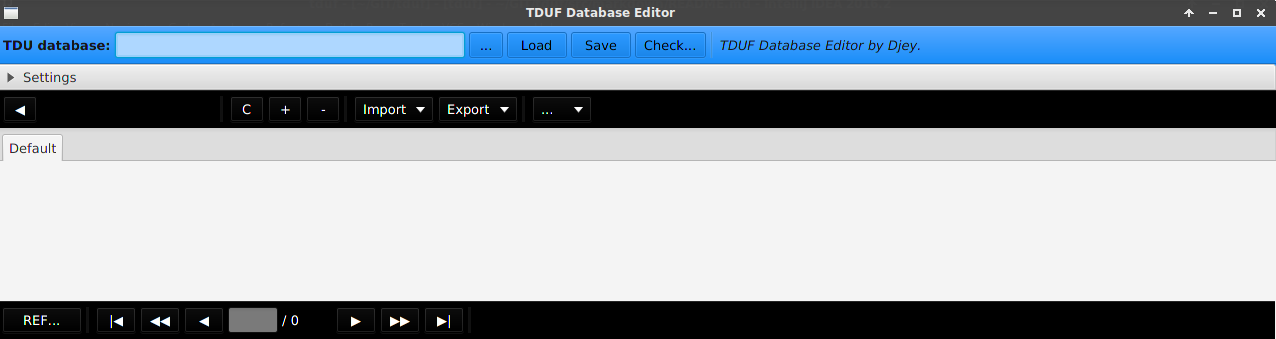 TDUF Database Editor
TDU database: ... Load Save Check... TDUF Database Editor by Djey.
Settings
C + - Import Export ...
Default
REF... / 0